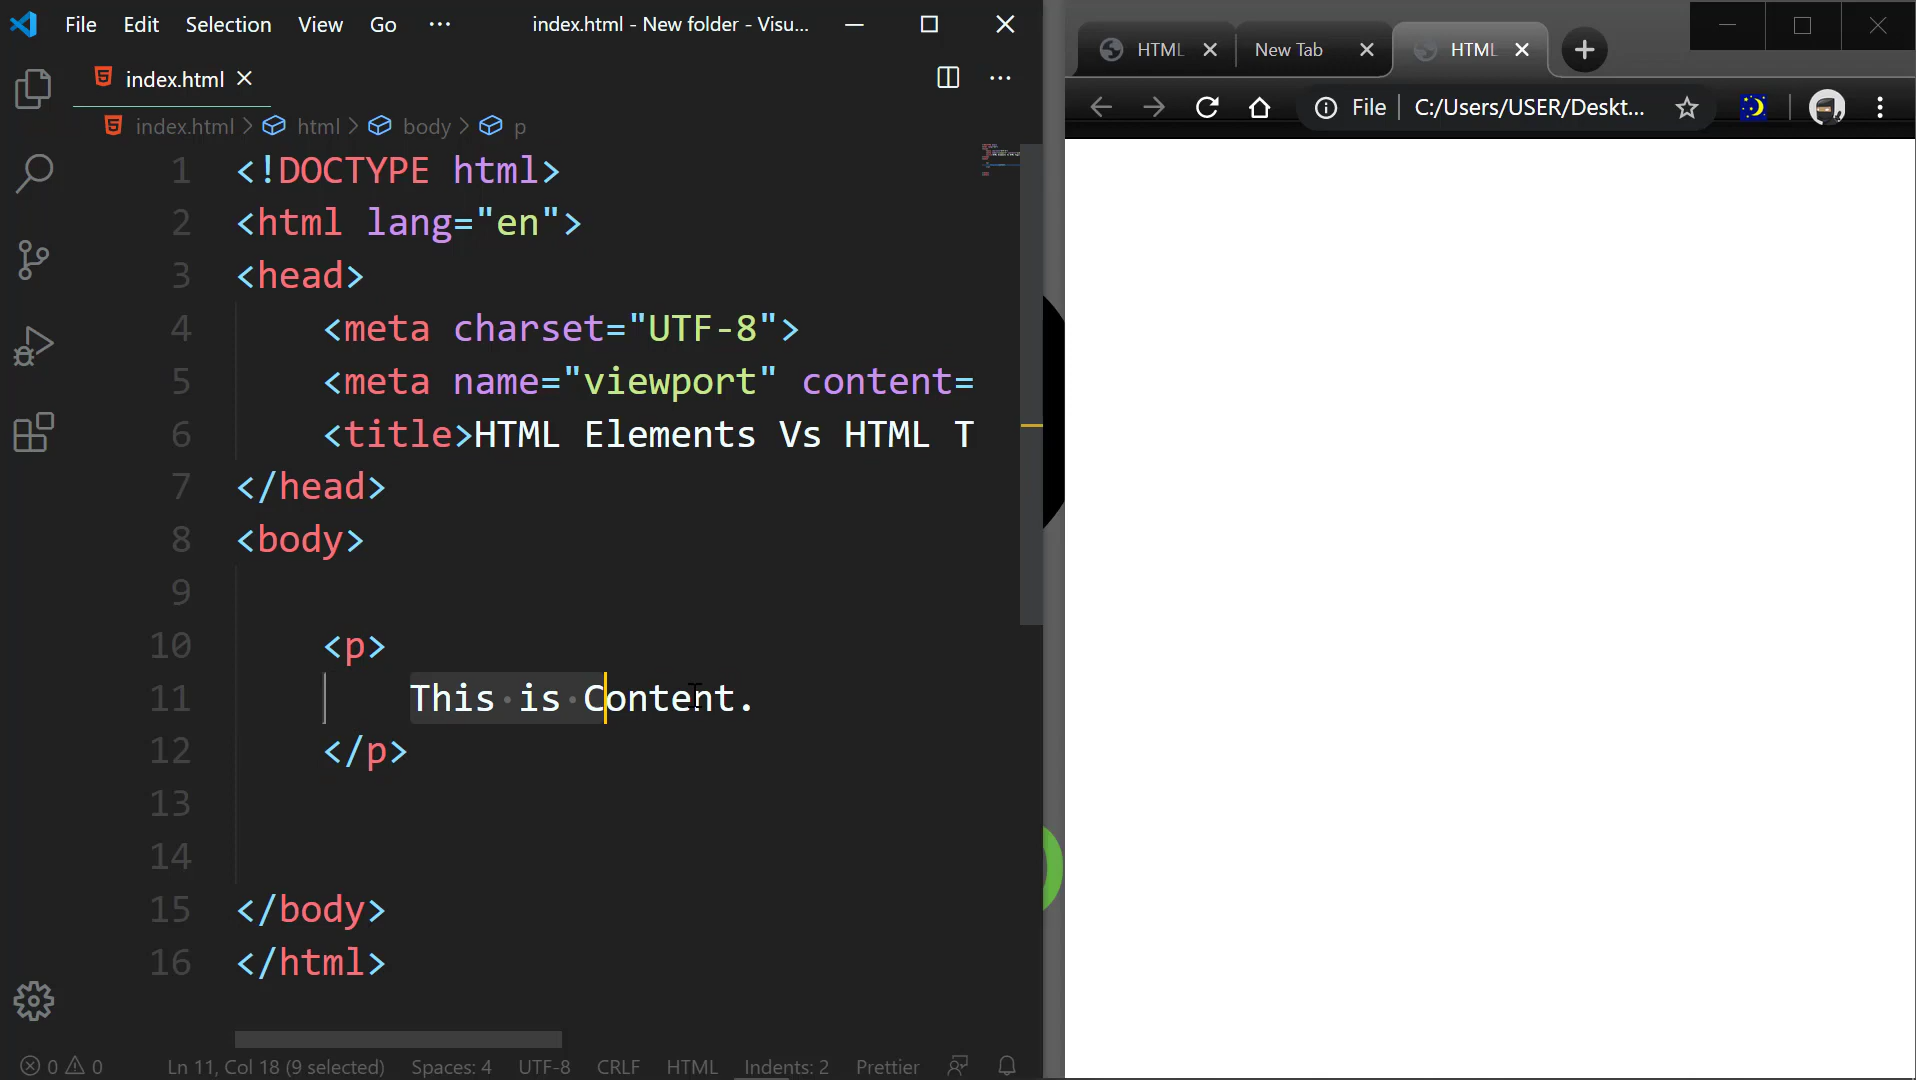 File Edit Selection View Go ··· index.html - New folder - Visu...
index.html
index.html > html > body > p
1 <!DOCTYPE html>
2 <html lang="en">
3 <head>
4 <meta charset="UTF-8">
5 <meta name="viewport" content=
6 <title>HTML Elements Vs HTML T
7 </head>
8 <body>
9
10 <p>
11 This is Content.
12 </p>
13
14
15 </body>
16 </html>
0 0 Ln 11, Col 18 (9 selected) Spaces: 4 UTF-8 CRLF HTML Indents: 2 Prettier
HTML New Tab HTML
File C:/Users/USER/Deskt...